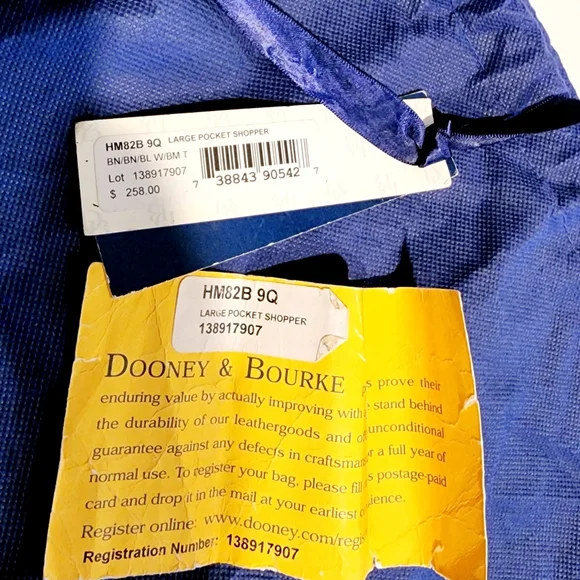 HM82B 9Q LARGE POCKET SHOPPER
BN/BN/BL W/BM T
Lot 138917907
$ 258.00
7 38843 90542 7
HM82B 9Q
LARGE POCKET SHOPPER
138917907
DOONEY & BOURKE
s prove their
enduring value by actually improving with stand behind
the durability of our leathergoods and unconditional
guarantee against any defects in craftsman a full year of
normal use. To register your bag, please fill postage-paid
card and drop it in the mail at your earliest ience.
Register online: www.dooney.com/regi
Registration Number: 138917907